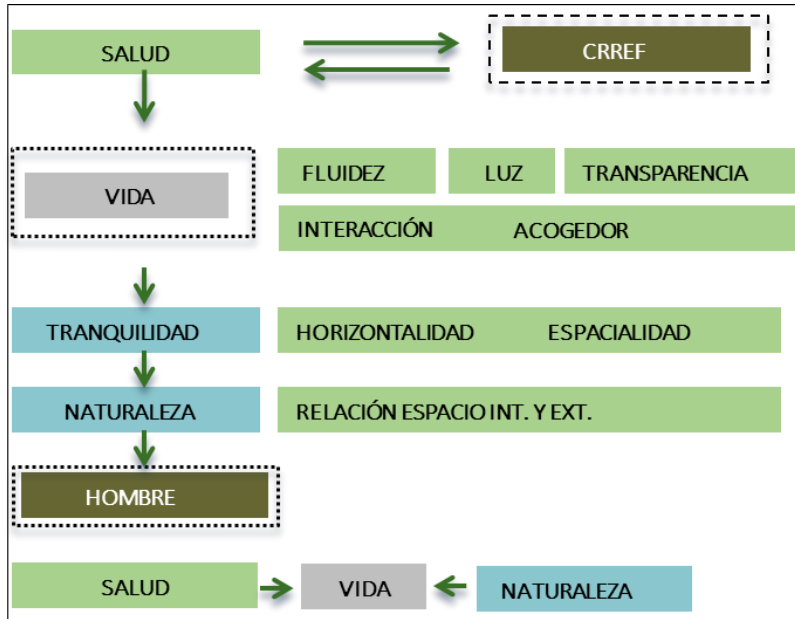 SALUD
CRREF
VIDA
FLUIDEZ
LUZ
TRANSPARENCIA
INTERACCIÓN ACOGEDOR
TRANQUILIDAD
HORIZONTALIDAD ESPACIALIDAD
NATURALEZA
RELACIÓN ESPACIO INT. Y EXT.
HOMBRE
SALUD
VIDA
NATURALEZA